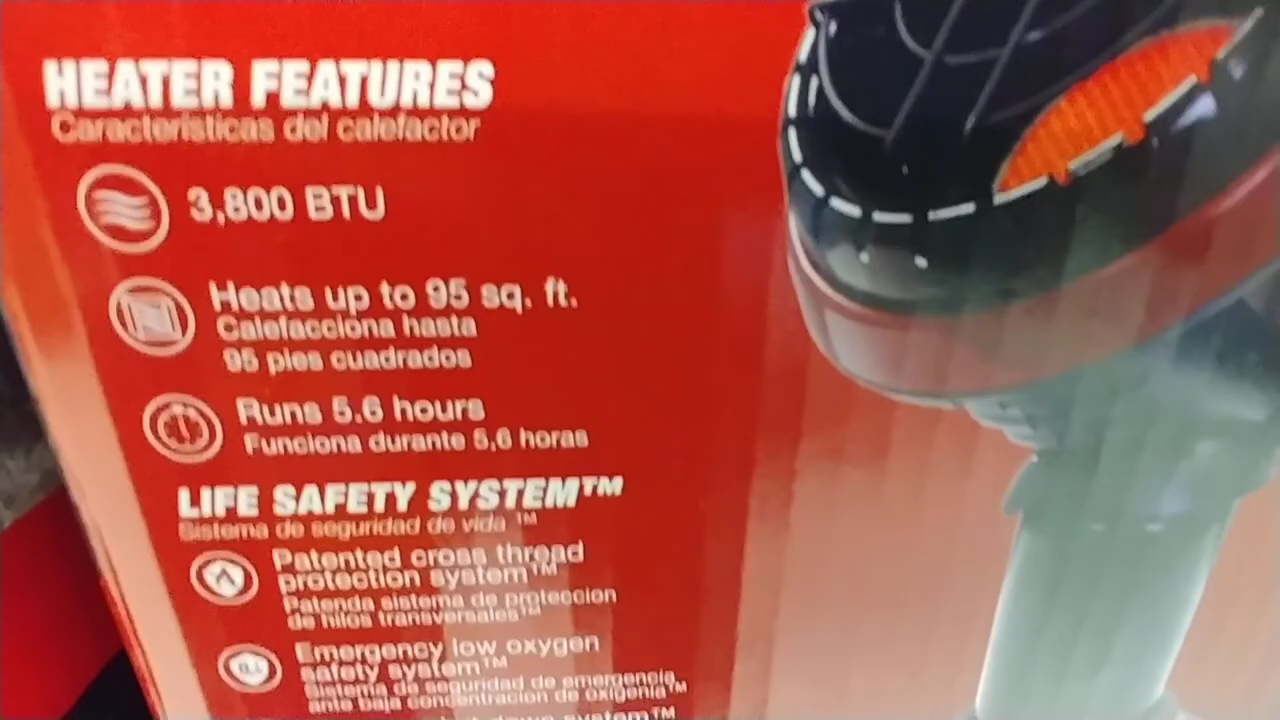 HEATER FEATURES
Características del calefactor
3,800 BTU
Heats up to 95 sq. ft.
Calefacciona hasta
95 pies cuadrados
Runs 5.6 hours
Funciona durante 5,6 horas
LIFE SAFETY SYSTEM™
Sistema de seguridad de vida ™
Patented cross thread
protection system™
Patenda sistema de proteccion
de hilos transversales™
Emergency low oxygen
safety system™
Sistema de seguridad de emergencia
ante baja concentracion de oxigenia™
down system™